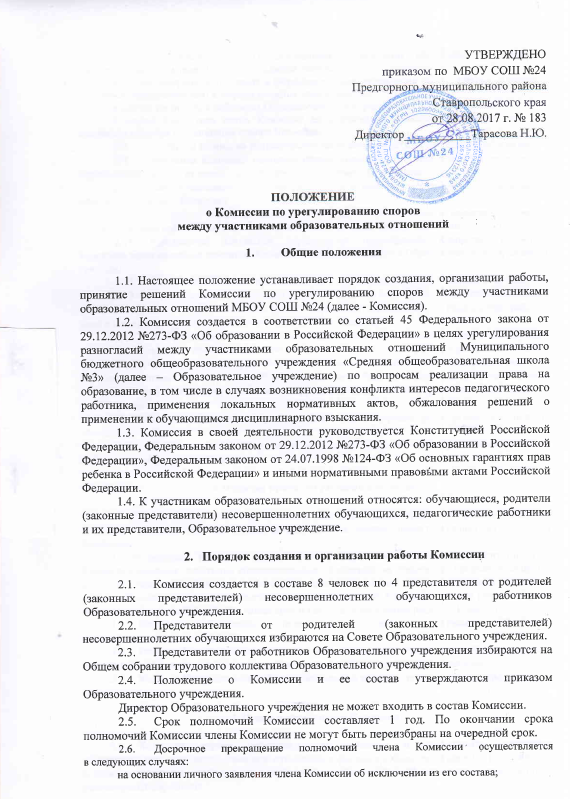 УТВЕРЖДЕНО
приказом по МБОУ СОШ №24
Предгорного муниципального района
Ставропольского края
от 28.08.2017 г. № 183
Директор Тарасова Н.Ю.
МБОУ
СОШ №24
ПОЛОЖЕНИЕ
о Комиссии по урегулированию споров
между участниками образовательных отношений
1. Общие положения
1.1. Настоящее положение устанавливает порядок создания, организации работы,
принятие решений Комиссии по урегулированию споров между участниками
образовательных отношений МБОУ СОШ №24 (далее - Комиссия).
1.2. Комиссия создается в соответствии со статьей 45 Федерального закона от
29.12.2012 №273-ФЗ «Об образовании в Российской Федерации» в целях урегулирования
разногласий между участниками образовательных отношений Муниципального
бюджетного общеобразовательного учреждения «Средняя общеобразовательная школа
№3» (далее – Образовательное учреждение) по вопросам реализации права на
образование, в том числе в случаях возникновения конфликта интересов педагогического
работника, применения локальных нормативных актов, обжалования решений о
применении к обучающимся дисциплинарного взыскания.
1.3. Комиссия в своей деятельности руководствуется Конституцией Российской
Федерации, Федеральным законом от 29.12.2012 №273-ФЗ «Об образовании в Российской
Федерации», Федеральным законом от 24.07.1998 №124-ФЗ «Об основных гарантиях прав
ребенка в Российской Федерации» и иными нормативными правовыми актами Российской
Федерации.
1.4. К участникам образовательных отношений относятся: обучающиеся, родители
(законные представители) несовершеннолетних обучающихся, педагогические работники
и их представители, Образовательное учреждение.
2. Порядок создания и организации работы Комиссии
2.1. Комиссия создается в составе 8 человек по 4 представителя от родителей
(законных представителей) несовершеннолетних обучающихся, работников
Образовательного учреждения.
2.2. Представители от родителей (законных представителей)
несовершеннолетних обучающихся избираются на Совете Образовательного учреждения.
2.3. Представители от работников Образовательного учреждения избираются на
Общем собрании трудового коллектива Образовательного учреждения.
2.4. Положение о Комиссии и ее состав утверждаются приказом
Образовательного учреждения.
Директор Образовательного учреждения не может входить в состав Комиссии.
2.5. Срок полномочий Комиссии составляет 1 год. По окончании срока
полномочий Комиссии члены Комиссии не могут быть переизбраны на очередной срок.
2.6. Досрочное прекращение полномочий члена Комиссии осуществляется
в следующих случаях:
на основании личного заявления члена Комиссии об исключении из его состава;